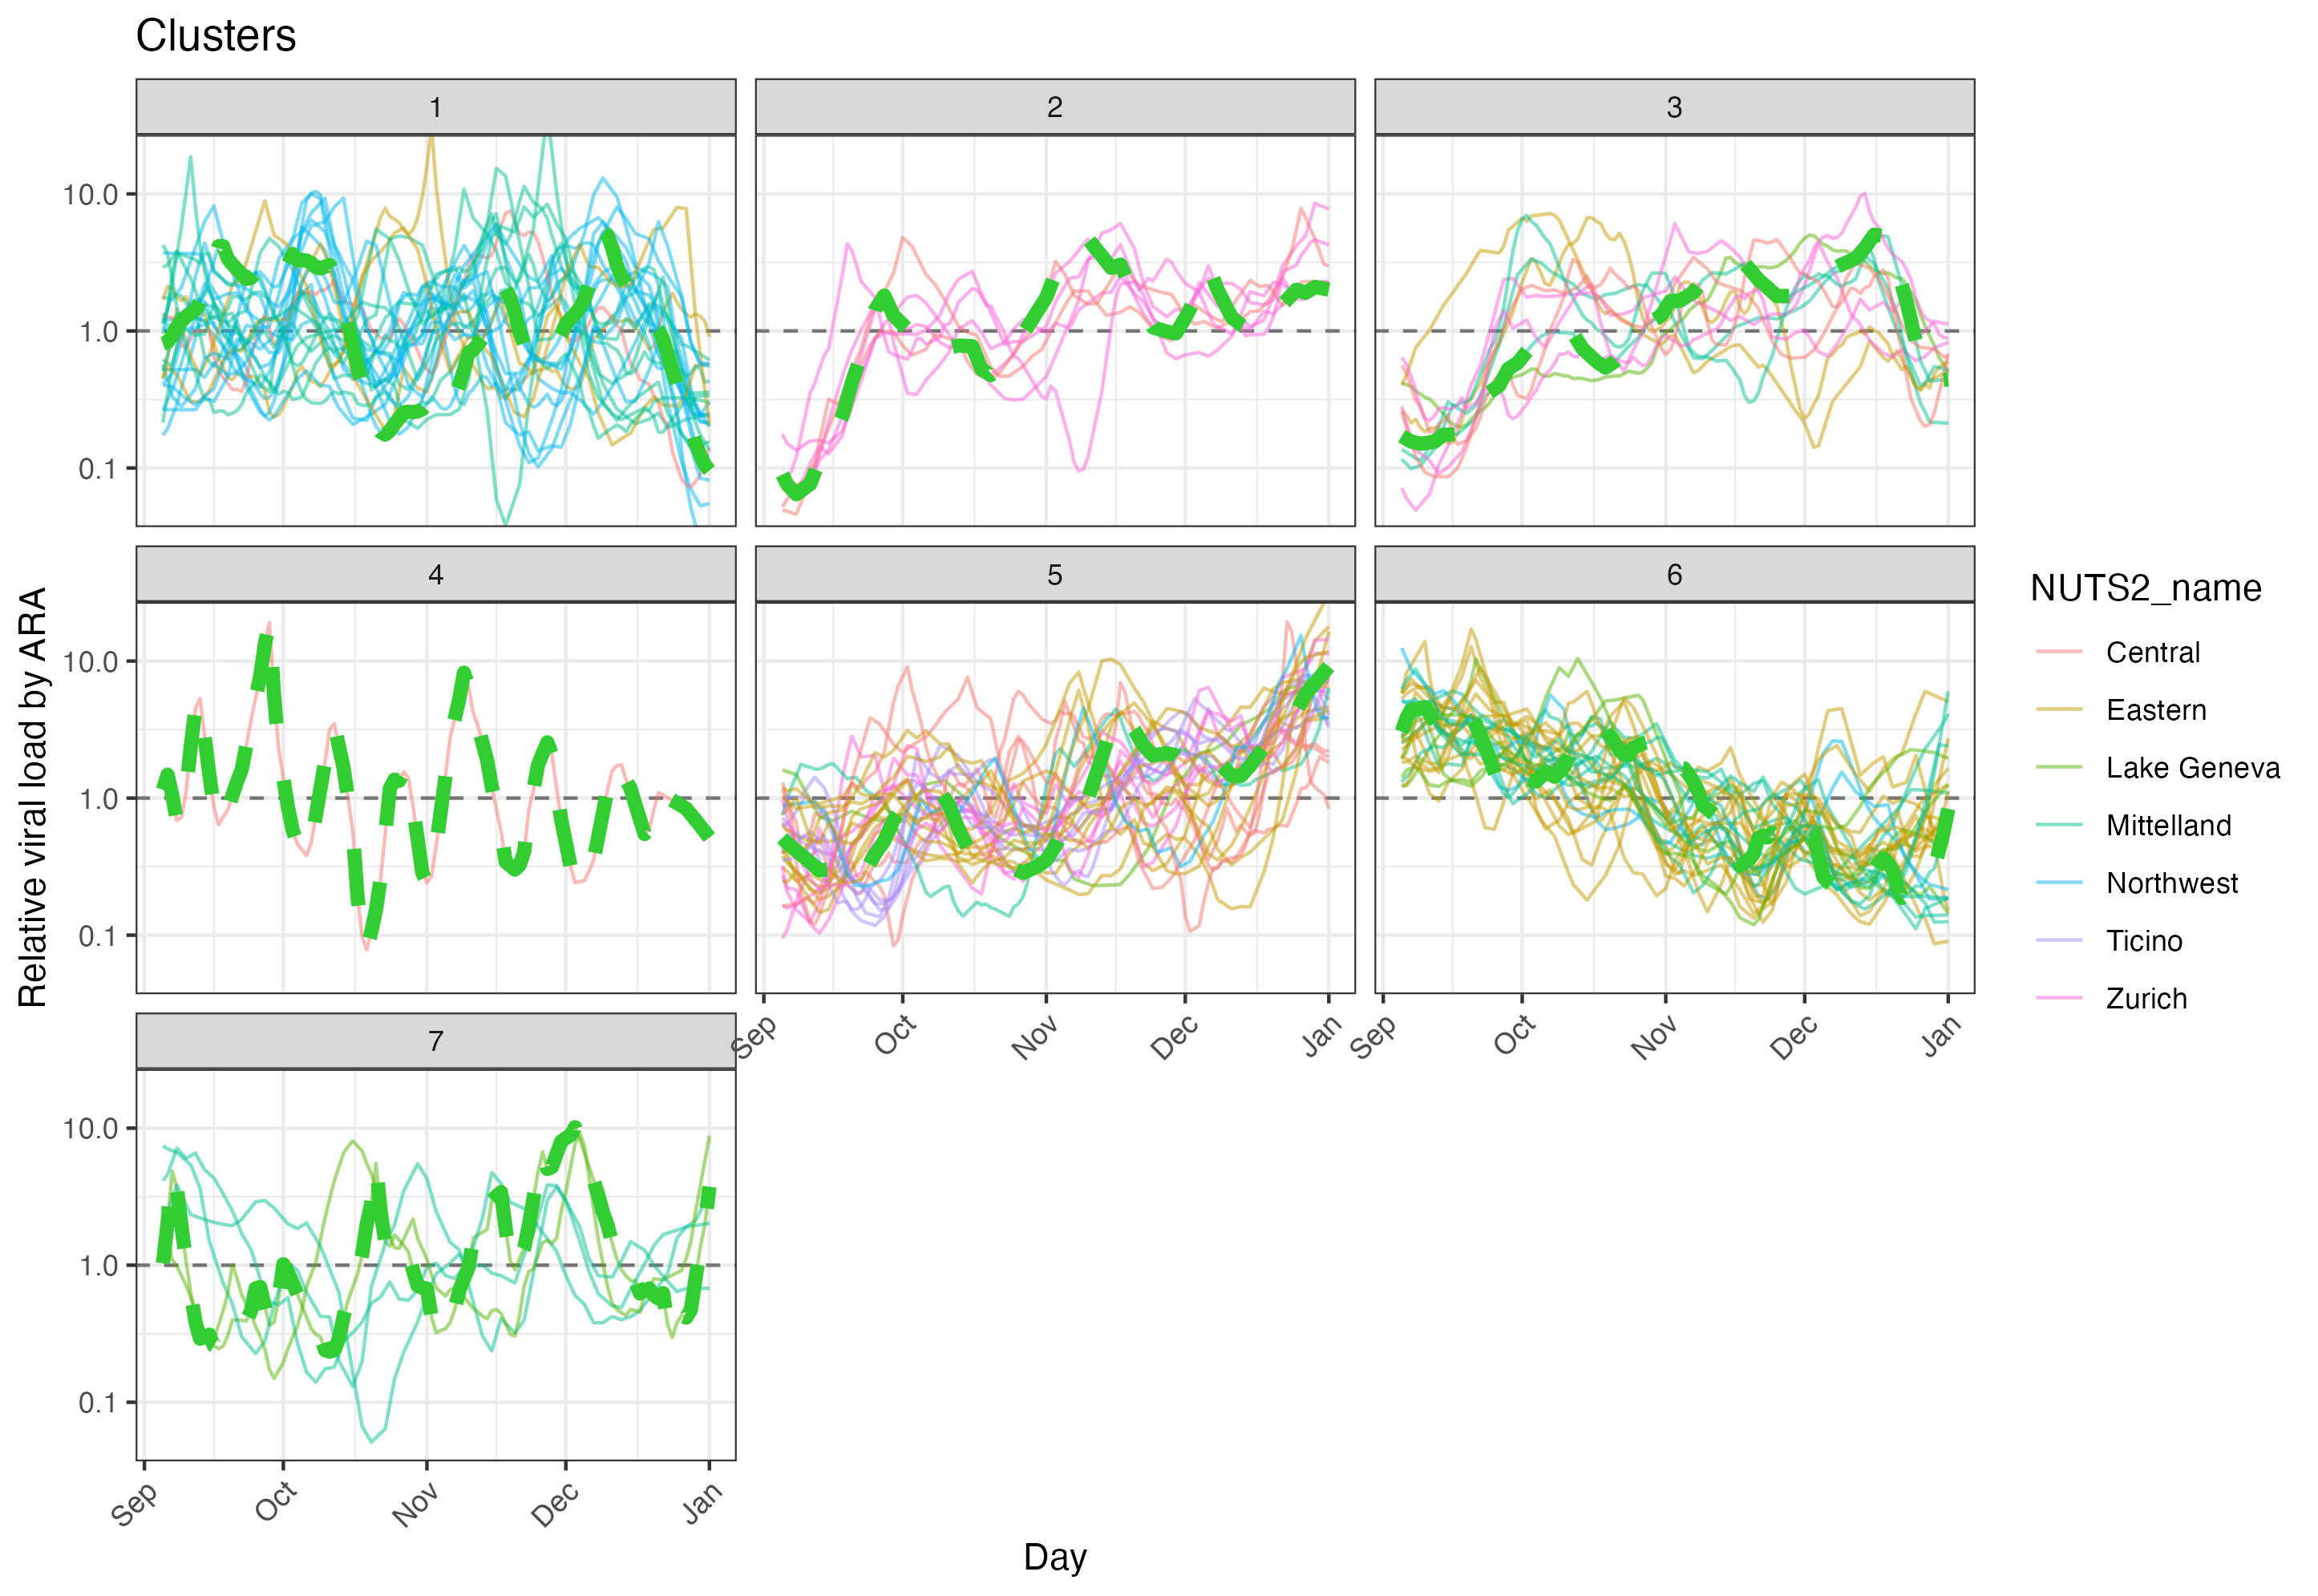 Clusters
1
2
3
10.0
1.0
0.1
4
5
6
10.0
1.0
0.1
Sep
Oct
Nov
Dec
Jan
Sep
Oct
Nov
Dec
Jan
7
10.0
1.0
0.1
Sep
Oct
Nov
Dec
Jan
Relative viral load by ARA
Day
NUTS2_name
Central
Eastern
Lake Geneva
Mittelland
Northwest
Ticino
Zurich